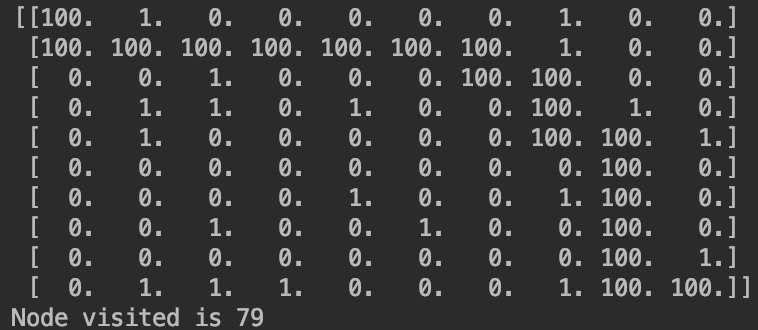 [[100. 1. 0. 0. 0. 0. 0. 1. 0. 0.]
[100. 100. 100. 100. 100. 100. 100. 1. 0. 0.]
[ 0. 0. 1. 0. 0. 0. 100. 100. 0. 0.]
[ 0. 1. 1. 0. 1. 0. 0. 100. 1. 0.]
[ 0. 1. 0. 0. 0. 0. 0. 100. 100. 1.]
[ 0. 0. 0. 0. 0. 0. 0. 0. 100. 0.]
[ 0. 0. 0. 0. 1. 0. 0. 1. 100. 0.]
[ 0. 0. 1. 0. 0. 1. 0. 0. 100. 0.]
[ 0. 0. 0. 0. 0. 0. 0. 0. 100. 1.]
[ 0. 1. 1. 1. 0. 0. 0. 1. 100. 100.]]
Node visited is 79